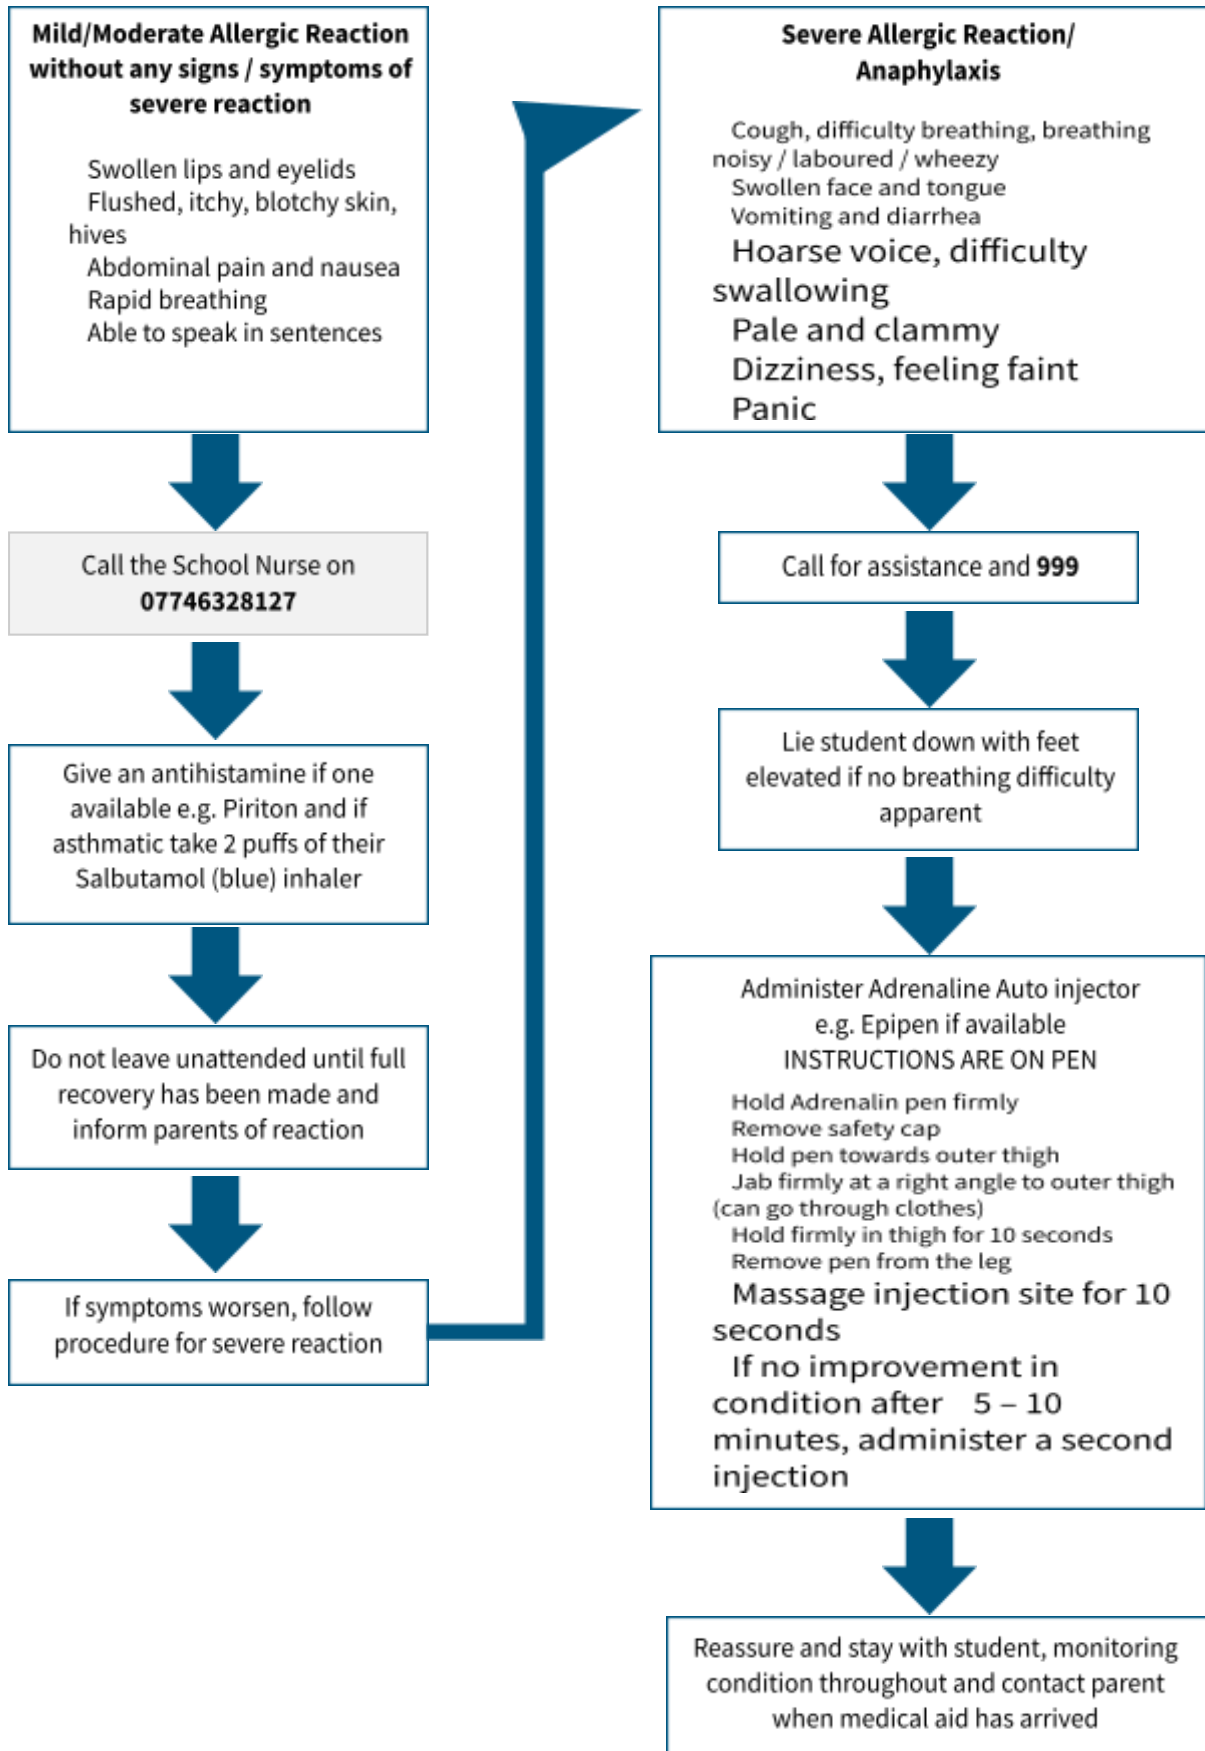 Mild/Moderate Allergic Reaction
without any signs / symptoms of
severe reaction
Swollen lips and eyelids
Flushed, itchy, blotchy skin,
hives
Abdominal pain and nausea
Rapid breathing
Able to speak in sentences
Call the School Nurse on
07746328127
Give an antihistamine if one
available e.g. Piriton and if
asthmatic take 2 puffs of their
Salbutamol (blue) inhaler
Do not leave unattended until full
recovery has been made and
inform parents of reaction
If symptoms worsen, follow
procedure for severe reaction
Severe Allergic Reaction/
Anaphylaxis
Cough, difficulty breathing, breathing
noisy / laboured / wheezy
Swollen face and tongue
Vomiting and diarrhea
Hoarse voice, difficulty
swallowing
Pale and clammy
Dizziness, feeling faint
Panic
Call for assistance and 999
Lie student down with feet
elevated if no breathing difficulty
apparent
Administer Adrenaline Auto injector
e.g. Epipen if available
INSTRUCTIONS ARE ON PEN
Hold Adrenalin pen firmly
Remove safety cap
Hold pen towards outer thigh
Jab firmly at a right angle to outer thigh
(can go through clothes)
Hold firmly in thigh for 10 seconds
Remove pen from the leg
Massage injection site for 10
seconds
If no improvement in
condition after 5 – 10
minutes, administer a second
injection
Reassure and stay with student, monitoring
condition throughout and contact parent
when medical aid has arrived